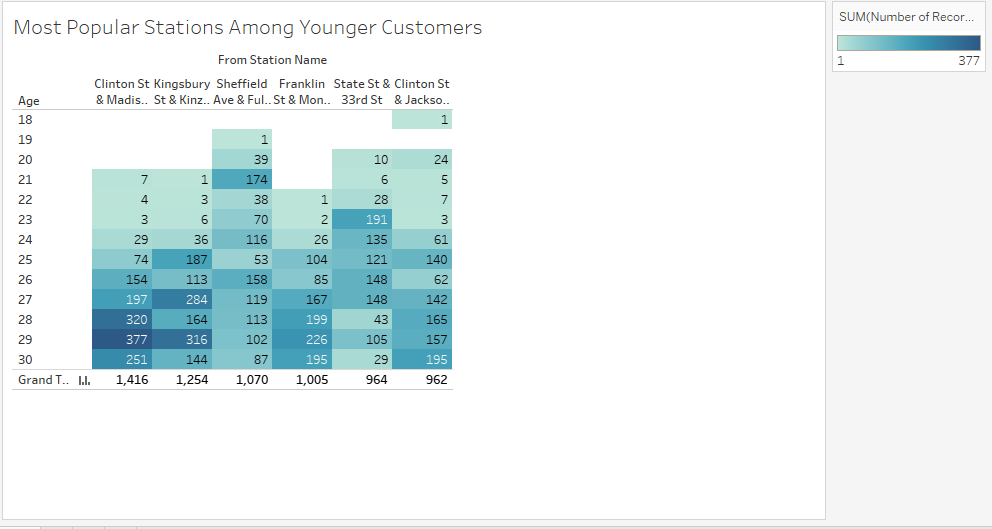 Most Popular Stations Among Younger Customers
SUM(Number of Recor...
1 377
From Station Name
Clinton St Kingsbury Sheffield Franklin State St & Clinton St
Age & Madis.. St & Kinz.. Ave & Ful.. St & Mon.. 33rd St & Jackso..
18 1
19 1
20 39 10 24
21 7 1 174 6 5
22 4 3 38 1 28 7
23 3 6 70 2 191 3
24 29 36 116 26 135 61
25 74 187 53 104 121 140
26 154 113 158 85 148 62
27 197 284 119 167 148 142
28 320 164 113 199 43 165
29 377 316 102 226 105 157
30 251 144 87 195 29 195
Grand T.. 1,416 1,254 1,070 1,005 964 962